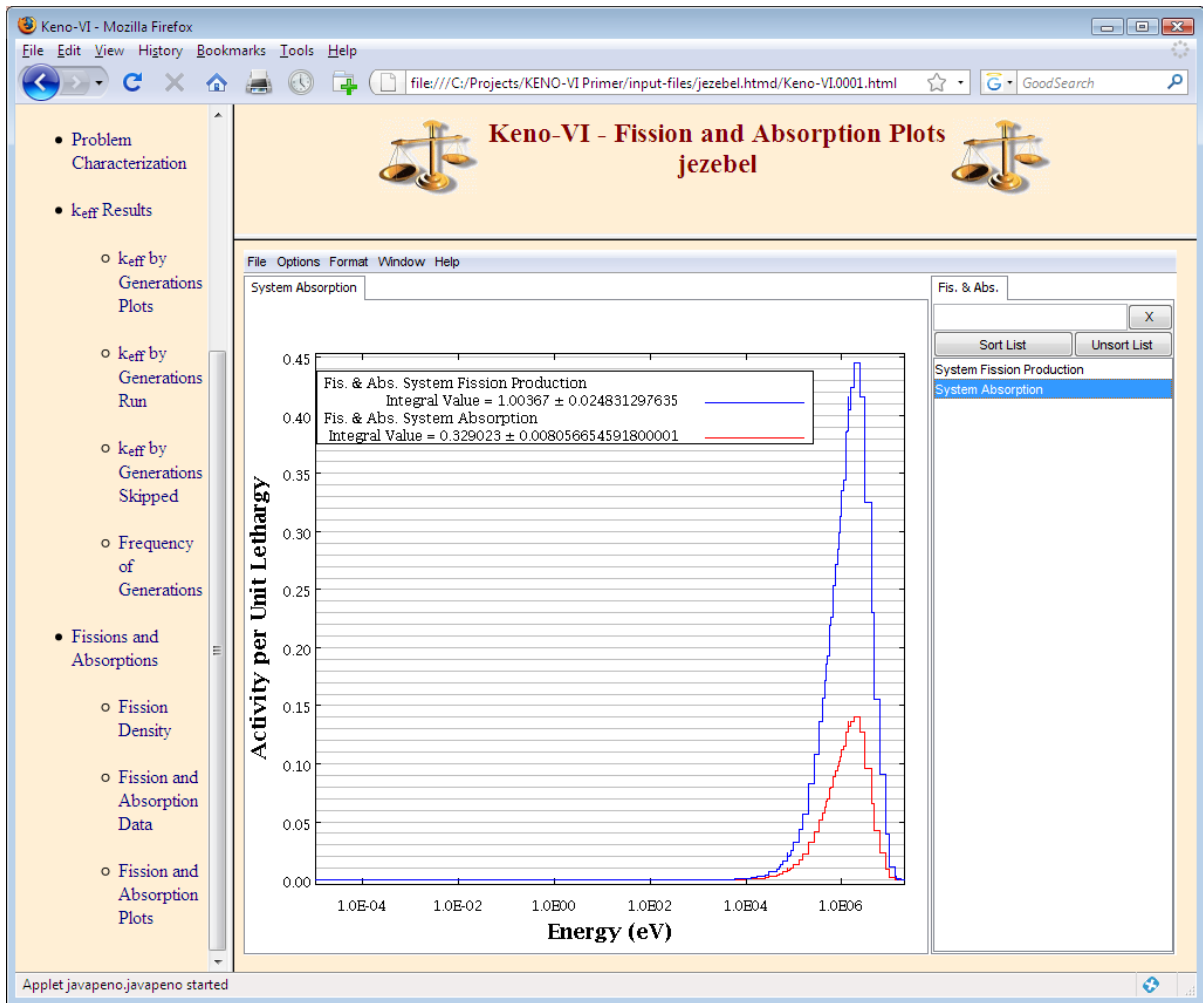 Keno-VI - Mozilla Firefox
File Edit View History Bookmarks Tools Help
file:///C:/Projects/KENO-VI Primer/input-files/jezebel.htmd/Keno-VI.0001.html
G GoodSearch
Problem
Characterization
keff Results
keff by
Generations
Plots
keff by
Generations
Run
keff by
Generations
Skipped
Frequency
of
Generations
Fissions and
Absorptions
Fission
Density
Fission and
Absorption
Data
Fission and
Absorption
Plots
Keno-VI - Fission and Absorption Plots
jezebel
File Options Format Window Help
System Absorption
Activity per Unit Lethargy
0.45
0.40
0.35
0.30
0.25
0.20
0.15
0.10
0.05
0.00
Fis. & Abs. System Fission Production
Integral Value = 1.00367 ± 0.024831297635
Fis. & Abs. System Absorption
Integral Value = 0.329023 ± 0.008056654591800001
1.0E-04 1.0E-02 1.0E00 1.0E02 1.0E04 1.0E06
Energy (eV)
Fis. & Abs.
X
Sort List Unsort List
System Fission Production
System Absorption
Applet javapeno.javapeno started